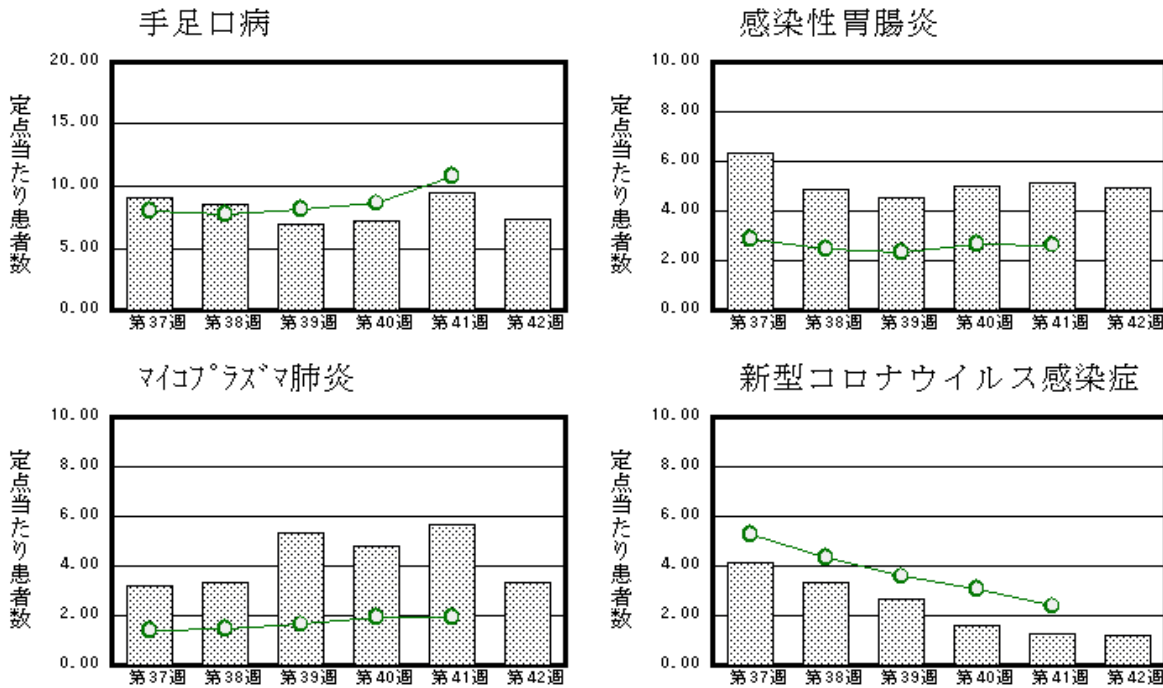 手足口病
定点当たり患者数
20.00
15.00
10.00
5.00
0.00
第37週 第38週 第39週 第40週 第41週 第42週
感染性胃腸炎
定点当たり患者数
10.00
8.00
6.00
4.00
2.00
0.00
第37週 第38週 第39週 第40週 第41週 第42週
ﾏｲｺﾌﾟﾗｽﾞﾏ肺炎
定点当たり患者数
10.00
8.00
6.00
4.00
2.00
0.00
第37週 第38週 第39週 第40週 第41週 第42週
新型コロナウイルス感染症
定点当たり患者数
10.00
8.00
6.00
4.00
2.00
0.00
第37週 第38週 第39週 第40週 第41週 第42週